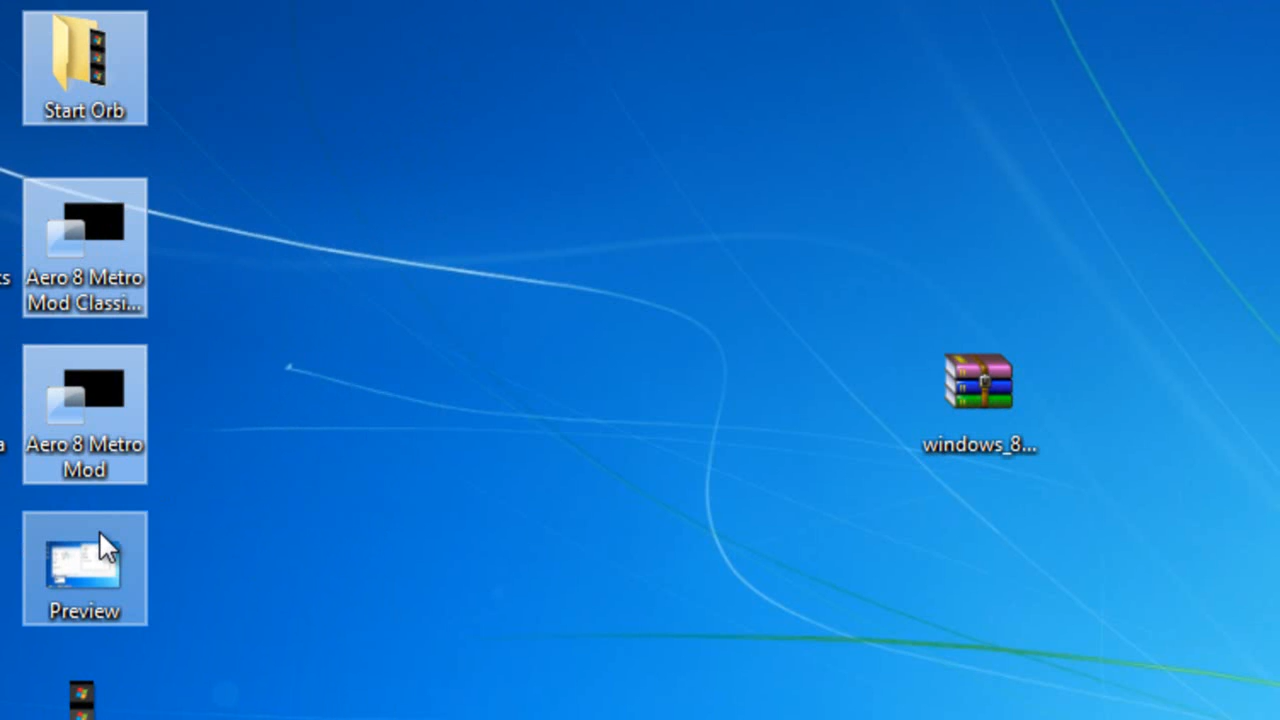 Start Orb
Aero 8 Metro
Mod Classi...
Aero 8 Metro
Mod
Preview
windows_8...